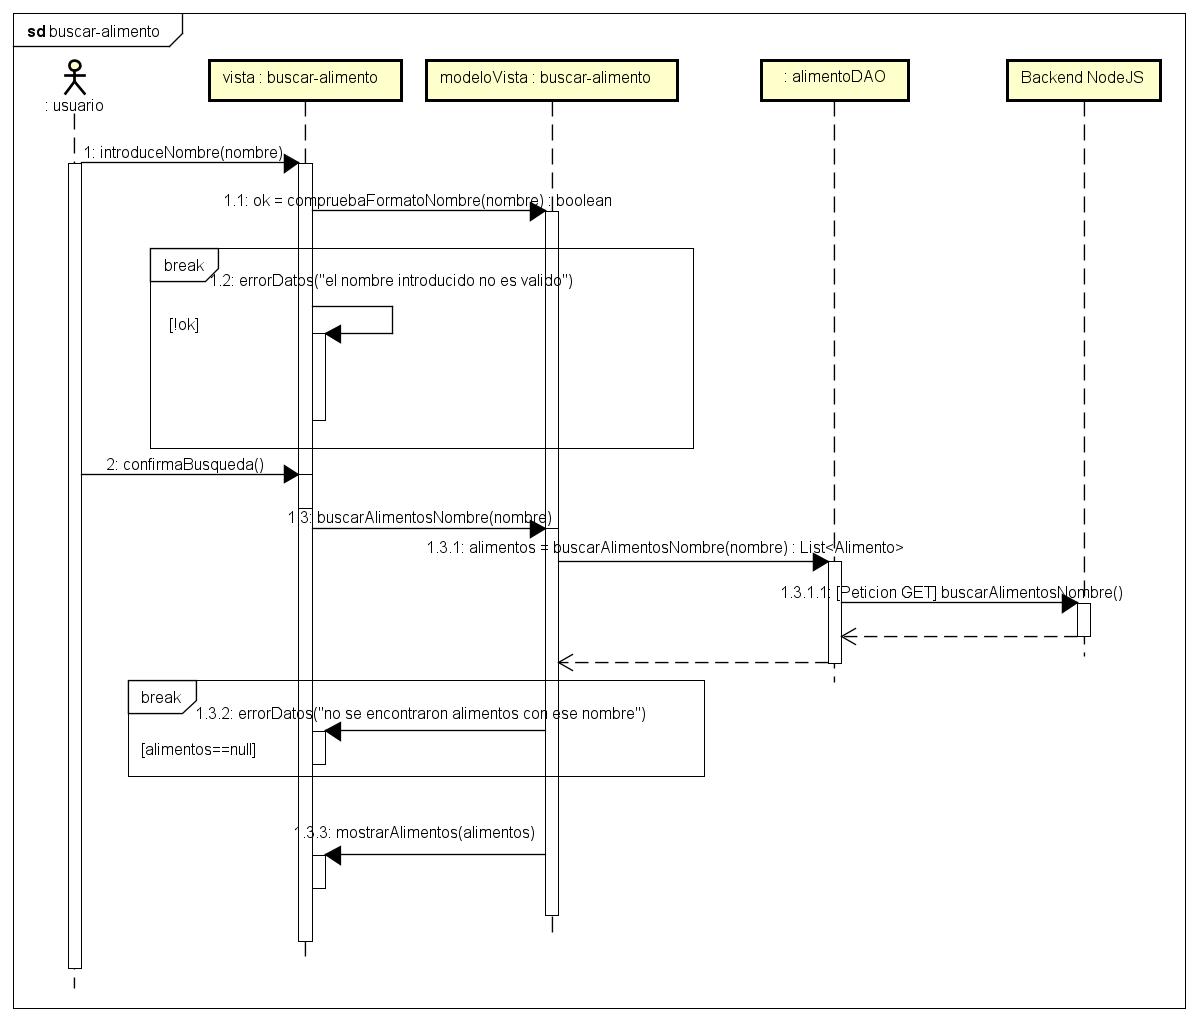 sd buscar-alimento
: usuario
vista : buscar-alimento
modeloVista : buscar-alimento
: alimentoDAO
Backend NodeJS
1: introduceNombre(nombre)
1.1: ok = compruebaFormatoNombre(nombre) : boolean
break
1.2: errorDatos("el nombre introducido no es valido")
[!ok]
2: confirmaBusqueda()
1.3: buscarAlimentosNombre(nombre)
1.3.1: alimentos = buscarAlimentosNombre(nombre) : List<Alimento>
1.3.1.1: [Peticion GET] buscarAlimentosNombre()
break
1.3.2: errorDatos("no se encontraron alimentos con ese nombre")
[alimentos==null]
1.3.3: mostrarAlimentos(alimentos)